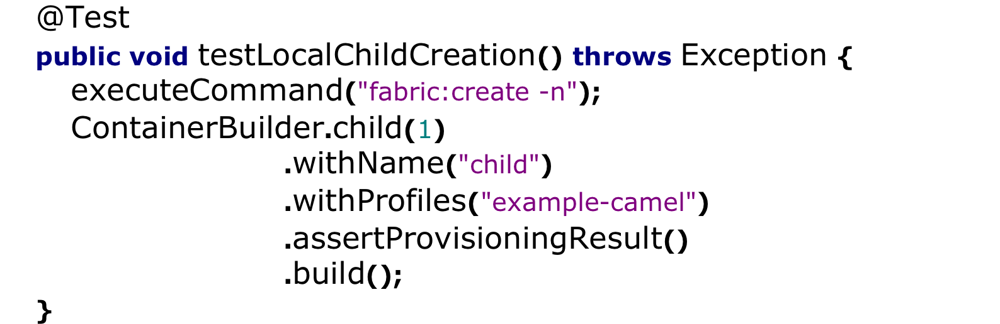 @Test
public void testLocalChildCreation() throws Exception {
executeCommand("fabric:create -n");
ContainerBuilder.child(1)
.withName("child")
.withProfiles("example-camel")
.assertProvisioningResult()
.build();
}